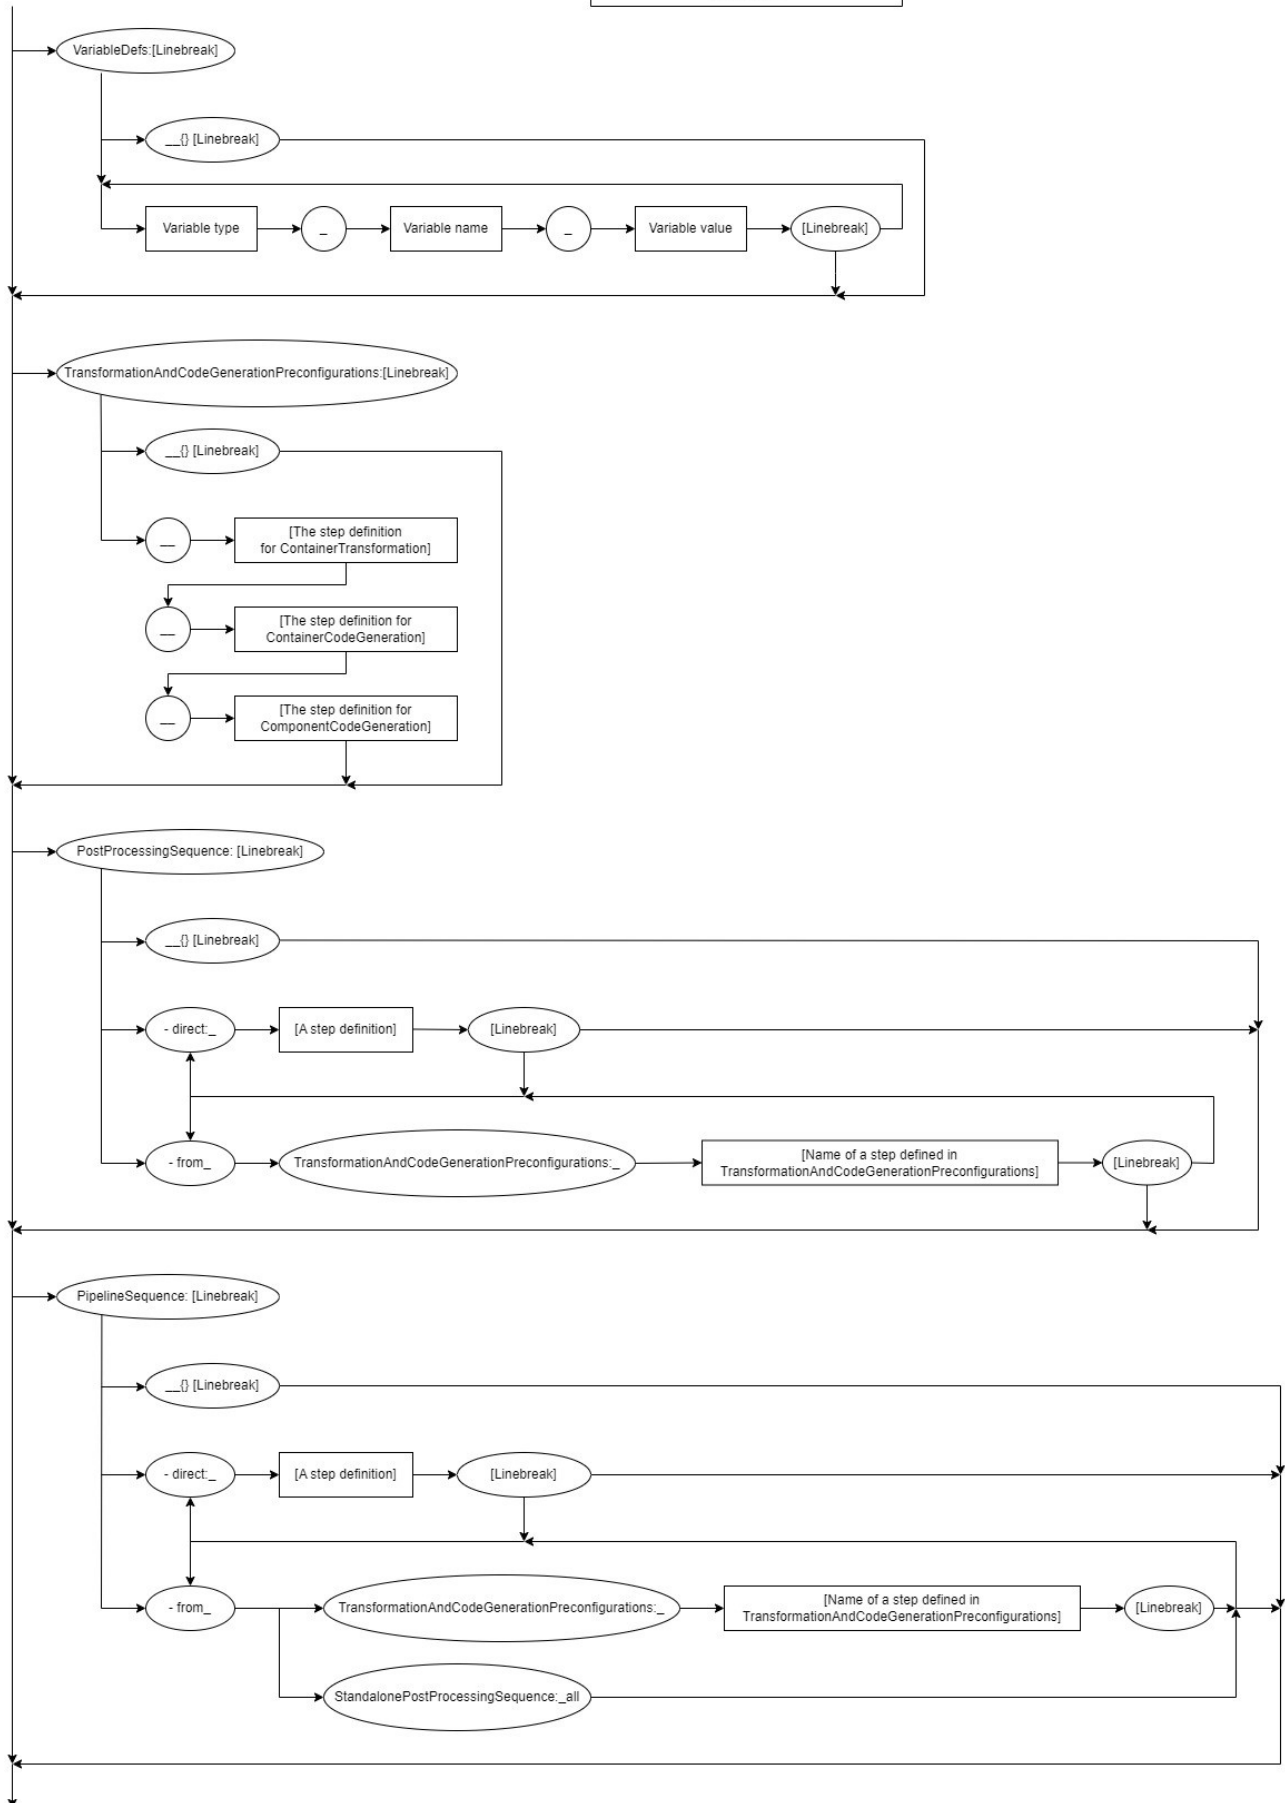 VariableDefs:[Linebreak]
__{} [Linebreak]
Variable type
_
Variable name
_
Variable value
[Linebreak]
TransformationAndCodeGenerationPreconfigurations:[Linebreak]
__{} [Linebreak]
__
[The step definition
for ContainerTransformation]
__
[The step definition for
ContainerCodeGeneration]
__
[The step definition for
ComponentCodeGeneration]
PostProcessingSequence: [Linebreak]
__{} [Linebreak]
- direct:_
[A step definition]
[Linebreak]
- from_
TransformationAndCodeGenerationPreconfigurations:_
[Name of a step defined in
TransformationAndCodeGenerationPreconfigurations]
[Linebreak]
PipelineSequence: [Linebreak]
__{} [Linebreak]
- direct:_
[A step definition]
[Linebreak]
- from_
TransformationAndCodeGenerationPreconfigurations:_
[Name of a step defined in
TransformationAndCodeGenerationPreconfigurations]
[Linebreak]
StandalonePostProcessingSequence:_all